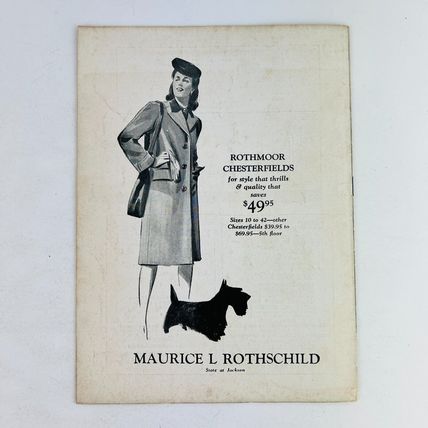 ROTHMOOR
CHESTERFIELDS
for style that thrills
& quality that
saves
$49.95
Sizes 10 to 42—other
Chesterfields $39.95 to
$69.95—5th floor
MAURICE L ROTHSCHILD
State at Jackson